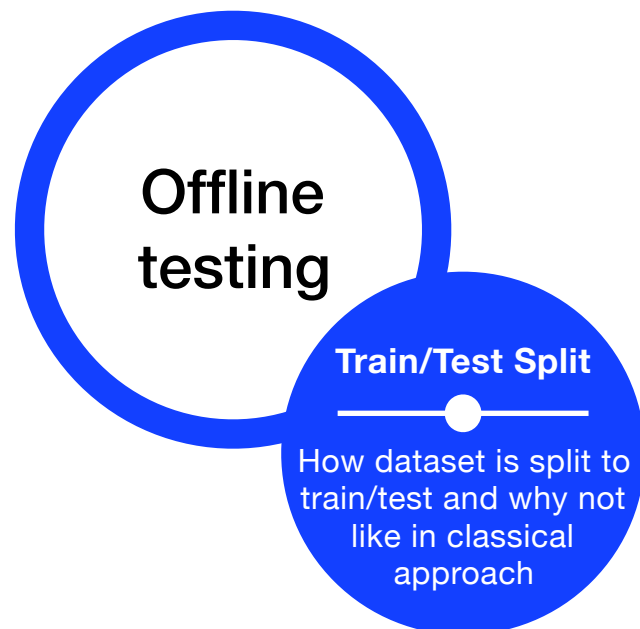 Offline
testing
Train/Test Split
How dataset is split to
train/test and why not
like in classical
approach